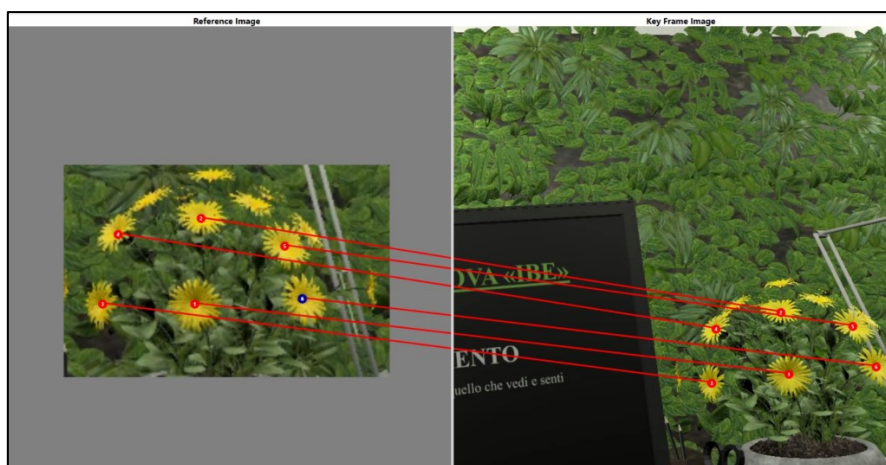 Reference Image
Key Frame Image
OVA «IBE»
ENTO
uello che vedi e senti